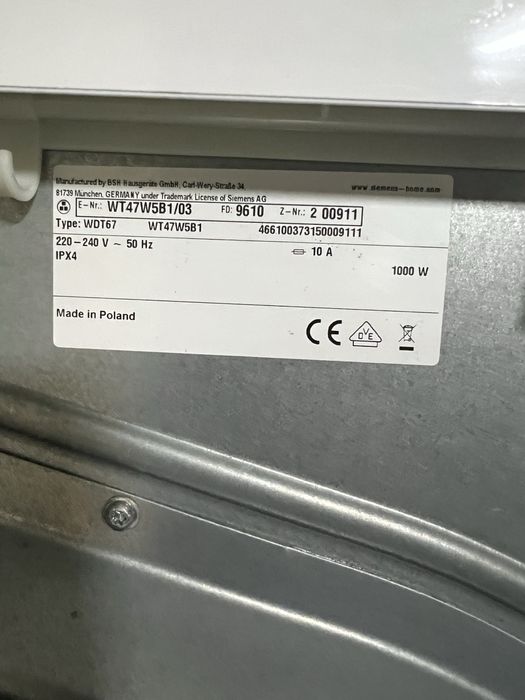 Manufactured by BSH Hausgeräte GmbH, Carl-Wery-Straße 34,
81739 München, GERMANY under Trademark License of Siemens AG
www.siemens-home.com
E-Nr.: WT47W5B1/03 FD: 9610 Z-Nr.: 2 00911
Type: WDT67 WT47W5B1 466100373150009111
220-240 V ~ 50 Hz
10 A
IPX4
1000 W
Made in Poland
CE
OVE